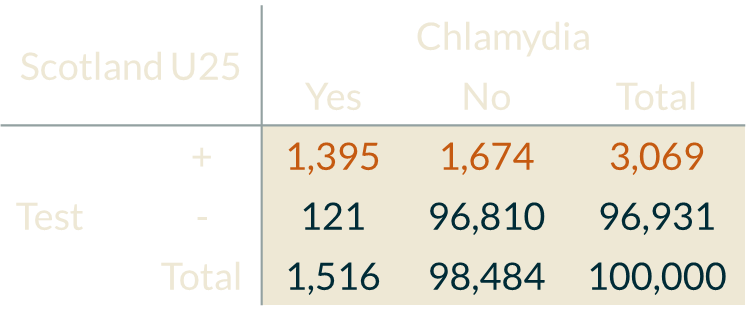 Scotland U25
Chlamydia
Yes No Total
+ 1,395 1,674 3,069
Test - 121 96,810 96,931
Total 1,516 98,484 100,000